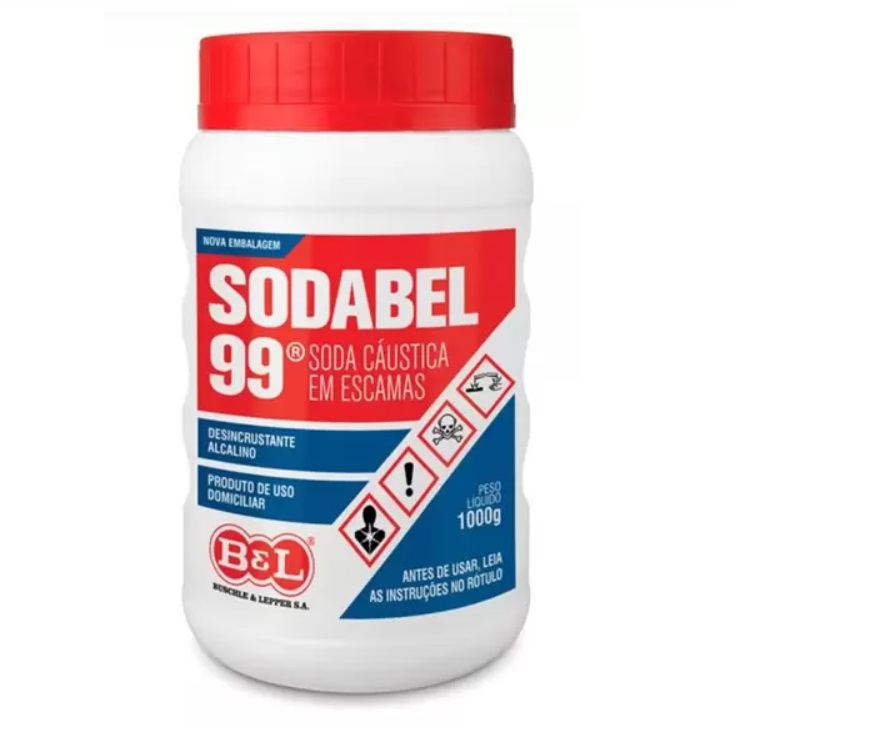 NOVA EMBALAGEM
SODABEL
99® SODA CÁUSTICA
EM ESCAMAS
DESINCRUSTANTE
ALCALINO
PRODUTO DE USO
DOMICILIAR
PESO
LÍQUIDO
1000g
B&L®
BUSCHLE & LEPPER S.A.
ANTES DE USAR, LEIA
AS INSTRUÇÕES NO RÓTULO